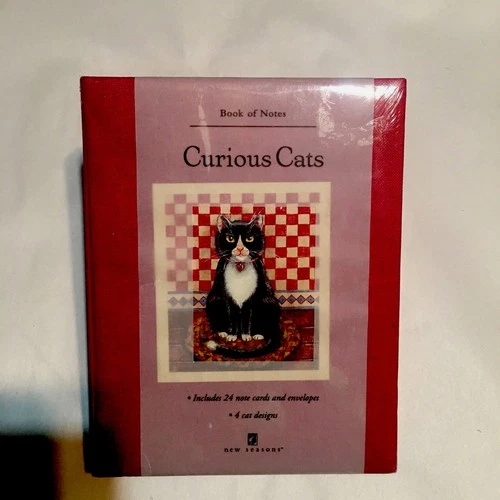 Book of Notes
Curious Cats
• Includes 24 note cards and envelopes
• 4 cat designs
new seasons®